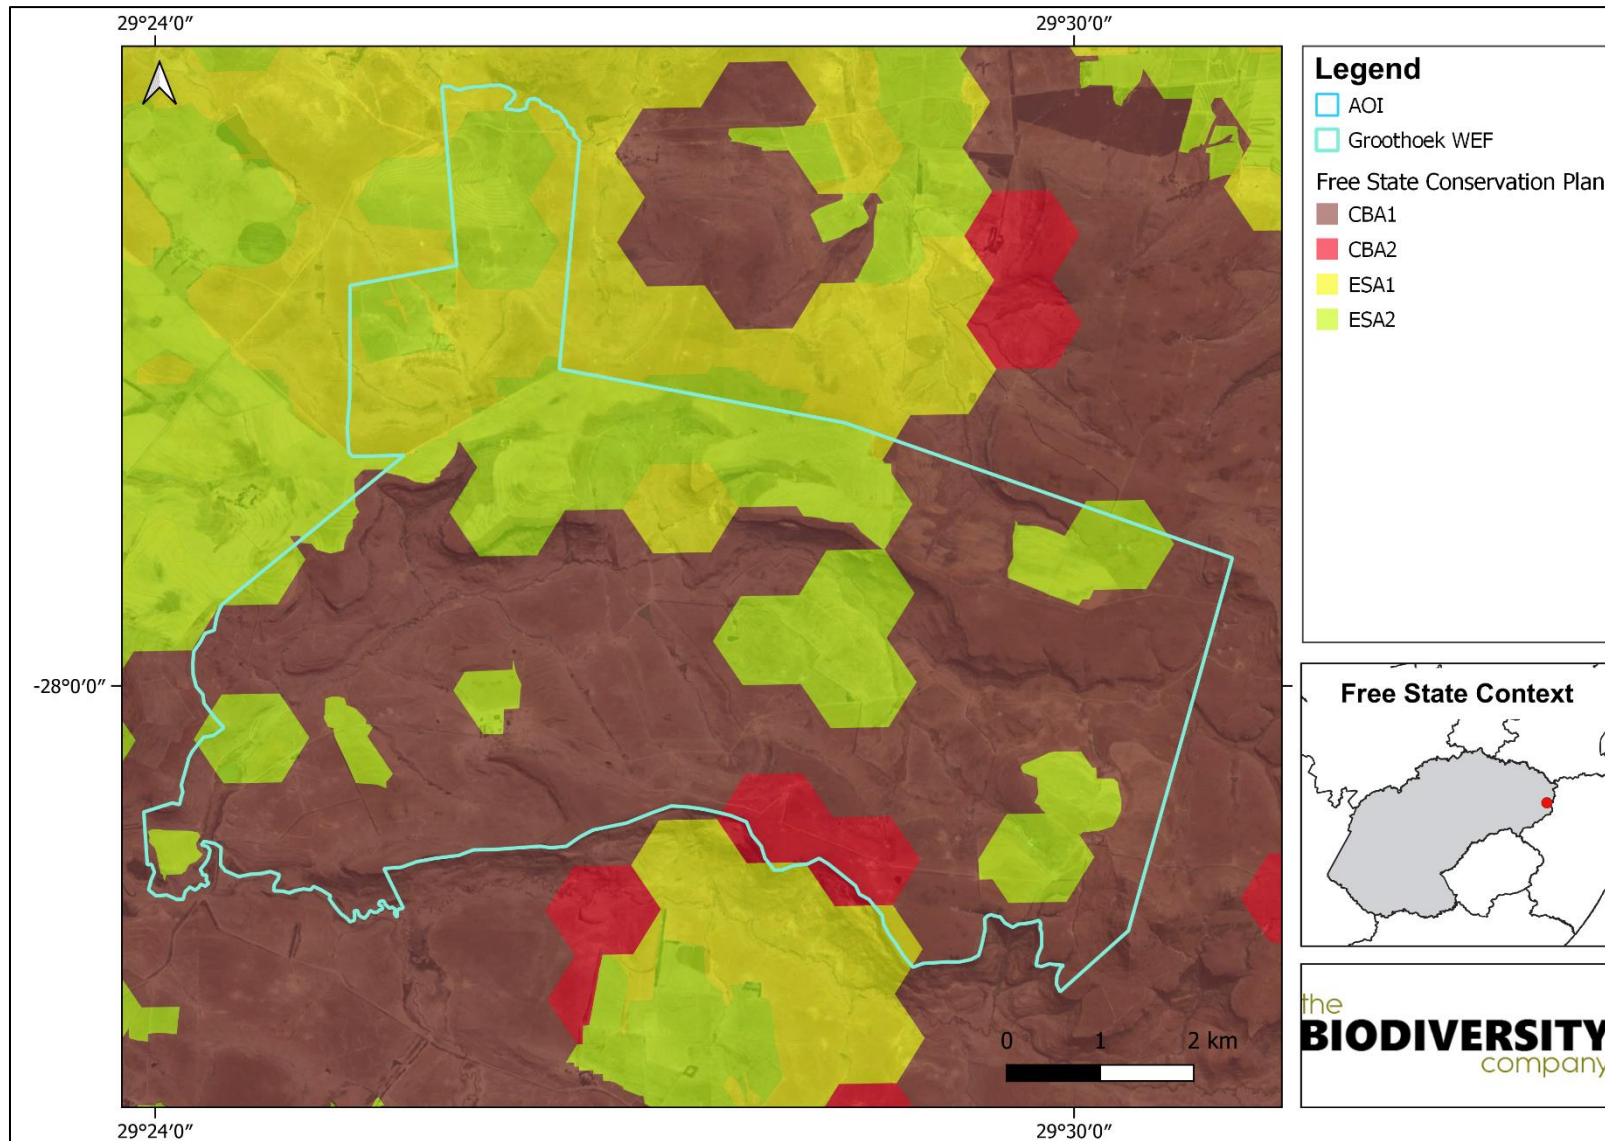 29°24′0″
29°30′0″
Legend
AOI
Groothoek WEF
Free State Conservation Plan
CBA1
CBA2
ESA1
ESA2
-28°0′0″
Free State Context
0
1
2 km
the
BIODIVERSITY
company
29°24′0″
29°30′0″